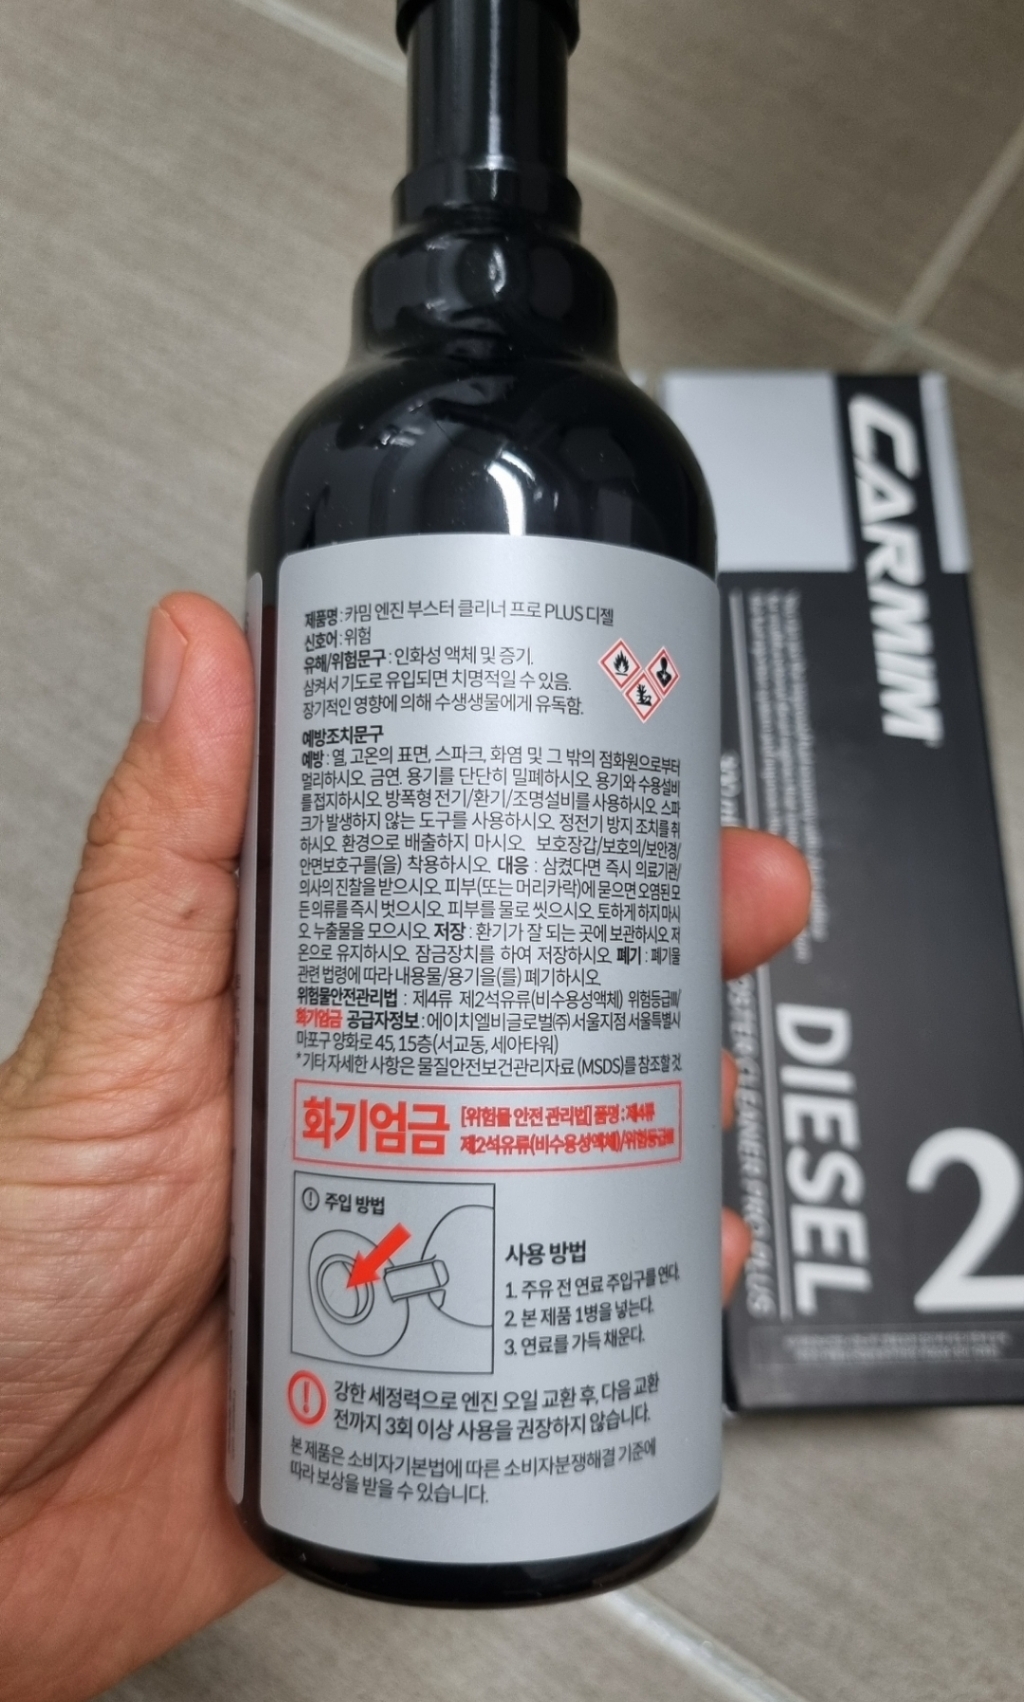 제품명 : 카밈 엔진 부스터 클리너 프로 PLUS 디젤
신호어 : 위험
유해/위험문구 : 인화성 액체 및 증기.
삼켜서 기도로 유입되면 치명적일 수 있음.
장기적인 영향에 의해 수생생물에게 유독함.
예방조치문구
예방 : 열, 고온의 표면, 스파크, 화염 및 그 밖의 점화원으로부터
멀리하시오. 금연. 용기를 단단히 밀폐하시오. 용기와 수용설비
를 접지하시오. 방폭형 전기/환기/조명설비를 사용하시오. 스파
크가 발생하지 않는 도구를 사용하시오. 정전기 방지 조치를 취
하시오. 환경으로 배출하지 마시오. 보호장갑/보호의/보안경/
안면보호구를(을) 착용하시오. 대응 : 삼켰다면 즉시 의료기관/
의사의 진찰을 받으시오. 피부(또는 머리카락)에 묻으면 오염된 모
든 의류를 즉시 벗으시오. 피부를 물로 씻으시오. 토하게 하지 마시
오. 누출물을 모으시오. 저장 : 환기가 잘 되는 곳에 보관하시오. 저
온으로 유지하시오. 잠금장치를 하여 저장하시오. 폐기 : 폐기물
관련 법령에 따라 내용물/용기을(를) 폐기하시오.
위험물안전관리법 : 제4류 제2석유류(비수용성액체) 위험등급Ⅲ/
화기엄금 공급자정보 : 에이치엘비글로벌(주) 서울지점 서울특별시
마포구 양화로 45, 15층(서교동, 세아타워)
* 기타 자세한 사항은 물질안전보건관리자료 (MSDS)를 참조할 것.
화기엄금
[위험물 안전 관리법] 품명 : 제4류
제2석유류(비수용성액체)/위험등급Ⅲ
주입 방법
사용 방법
1. 주유 전 연료 주입구를 연다.
2. 본 제품 1병을 넣는다.
3. 연료를 가득 채운다.
강한 세정력으로 엔진 오일 교환 후, 다음 교환
전까지 3회 이상 사용을 권장하지 않습니다.
본 제품은 소비자기본법에 따른 소비자분쟁해결 기준에
따라 보상을 받을 수 있습니다.
CARMIM
DIESEL
CLEANER PRO PLUS
2